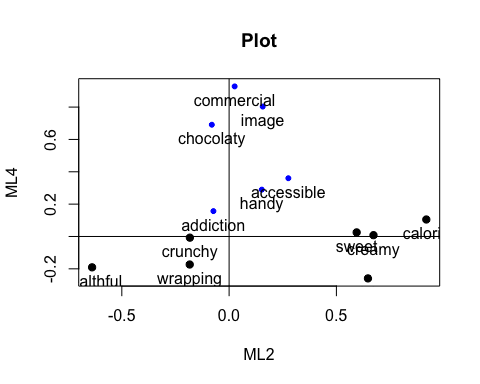 Plot
commercial
image
chocolaty
accessible
handy
addiction
sweet
creamy
calori
crunchy
wrapping
althful
ML4
-0.2
0.2
0.6
-0.5
0.0
0.5
ML2